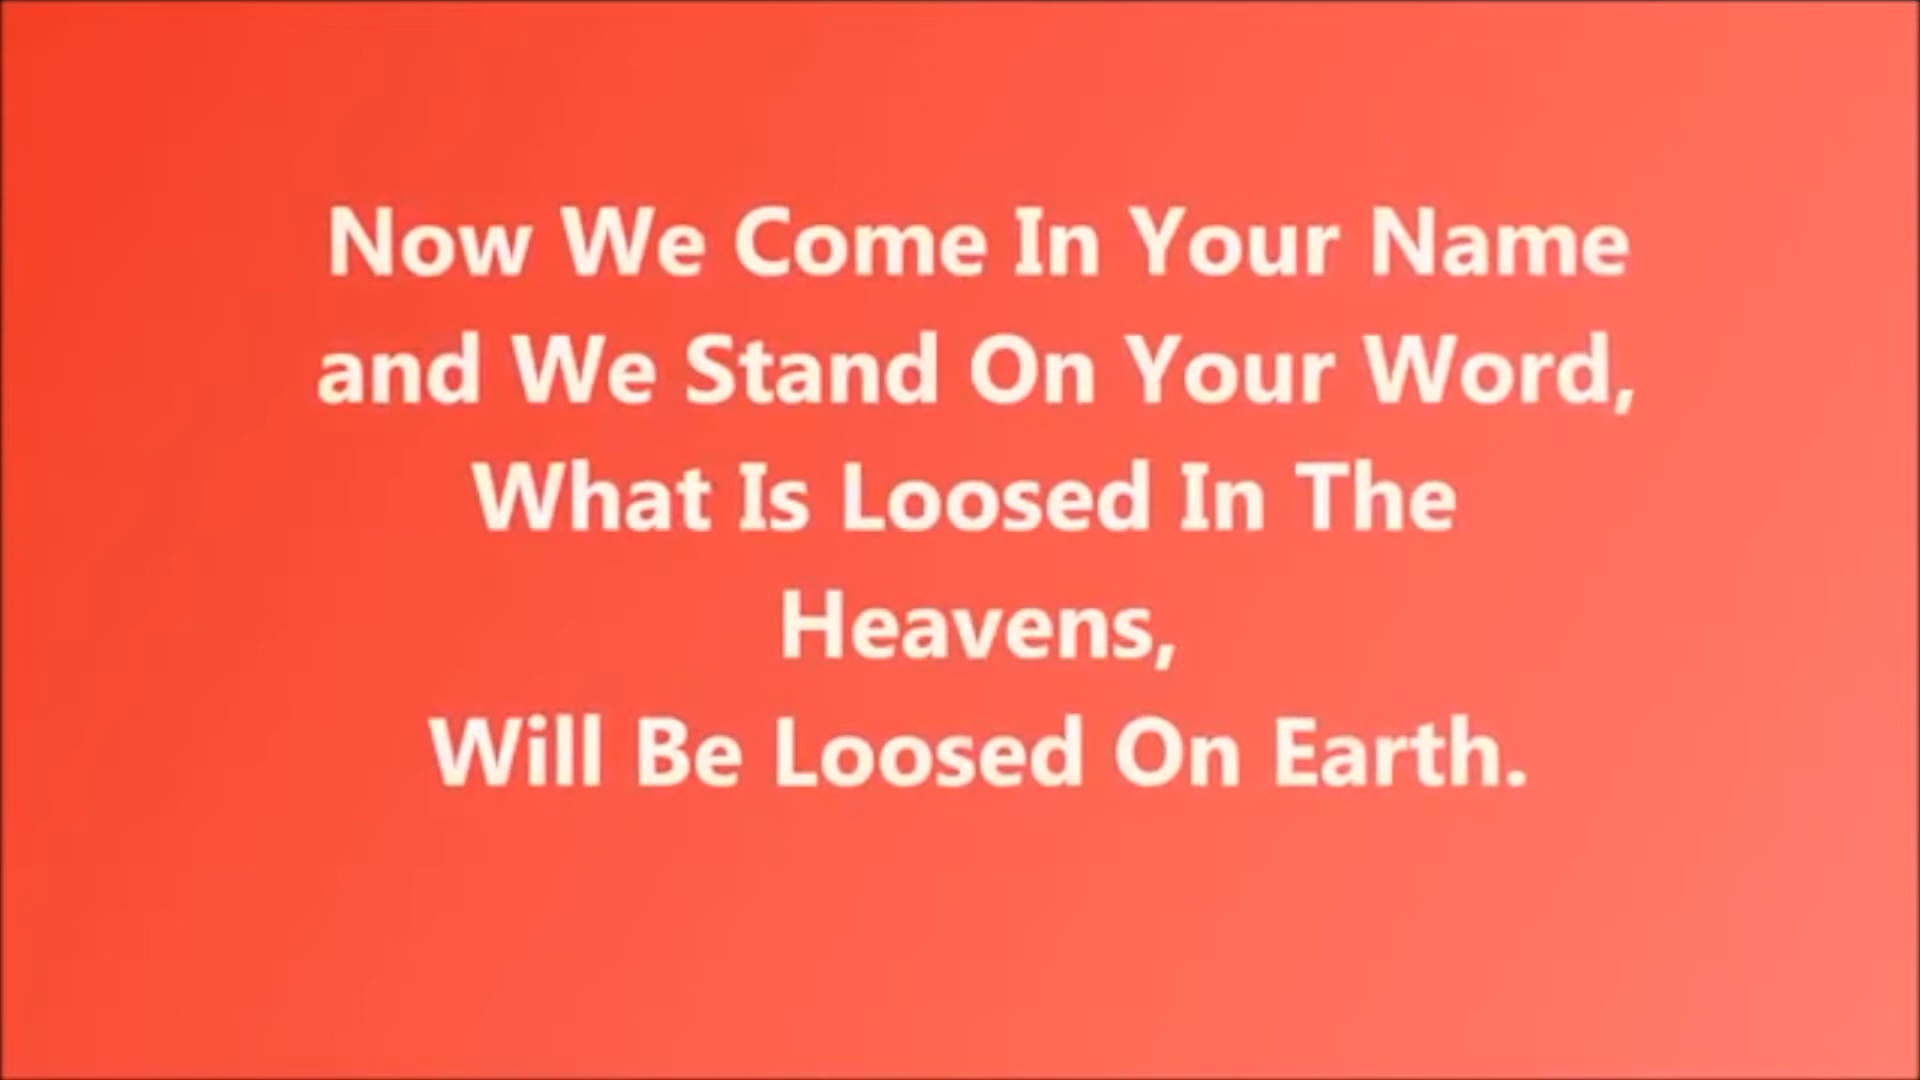 Now We Come In Your Name
and We Stand On Your Word,
What Is Loosed In The
Heavens,
Will Be Loosed On Earth.